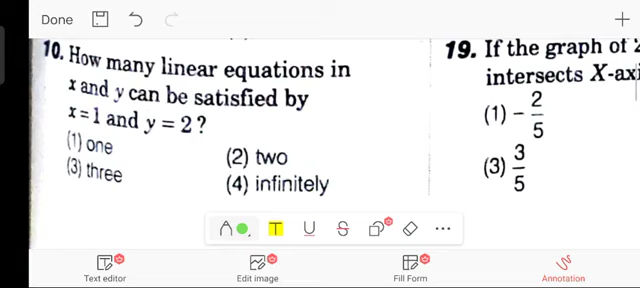 Done
10. How many linear equations in
x and y can be satisfied by
x = 1 and y = 2 ?
(1) one
(2) two
(3) three
(4) infinitely
19. If the graph of
intersects X-axi
(1) - 2/5
(3) 3/5
T U S
Text editor
Edit image
Fill Form
Annotation